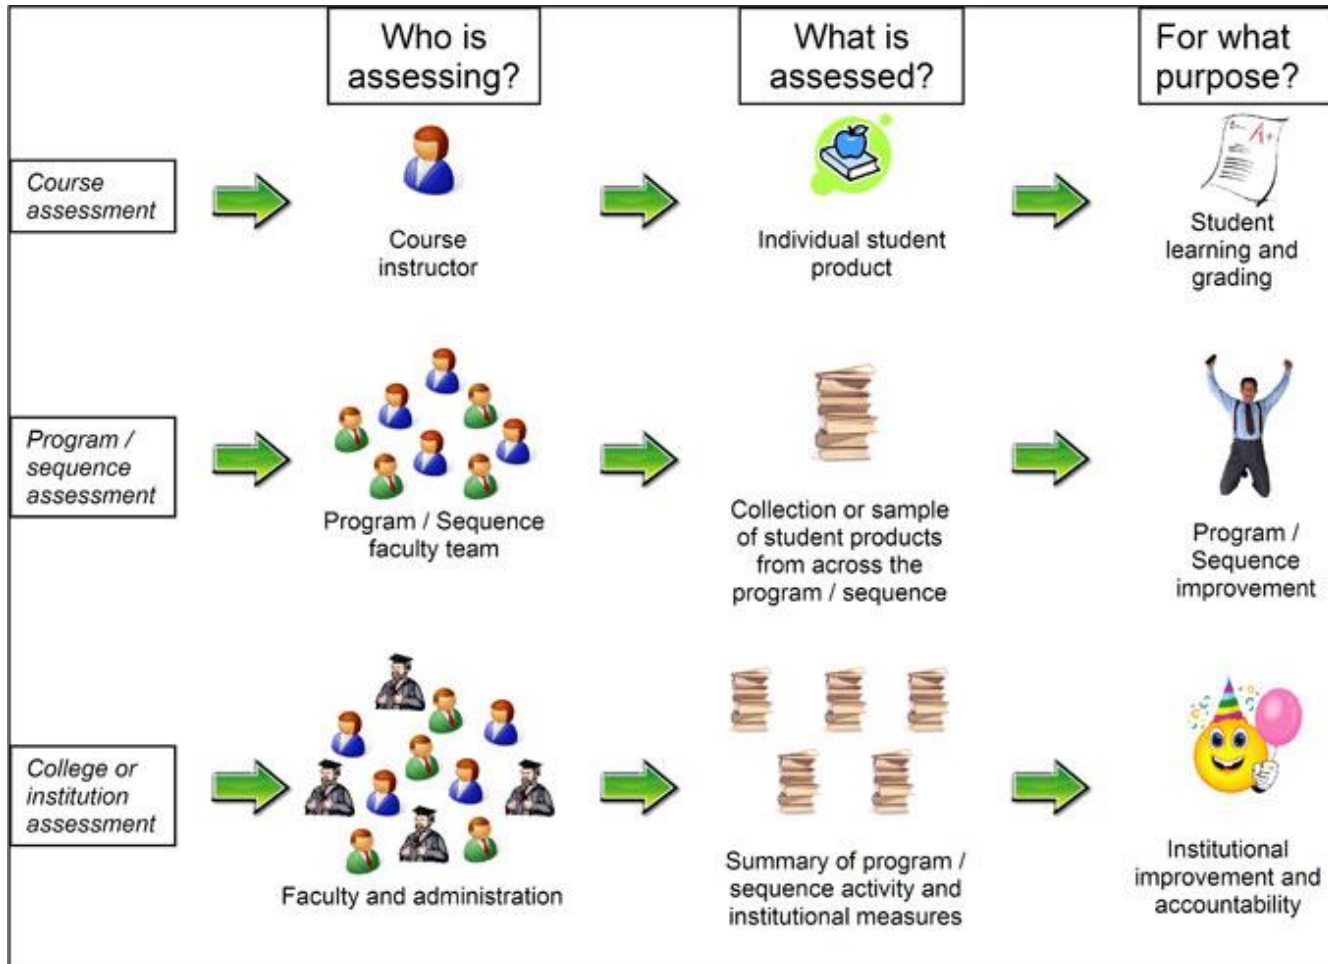 Who is
assessing?
What is
assessed?
For what
purpose?
Course
assessment
Course
instructor
Individual student
product
A+
Student
learning and
grading
Program /
sequence
assessment
Program / Sequence
faculty team
Collection or sample
of student products
from across the
program / sequence
Program /
Sequence
improvement
College or
institution
assessment
Faculty and administration
Summary of program /
sequence activity and
institutional measures
Institutional
improvement and
accountability